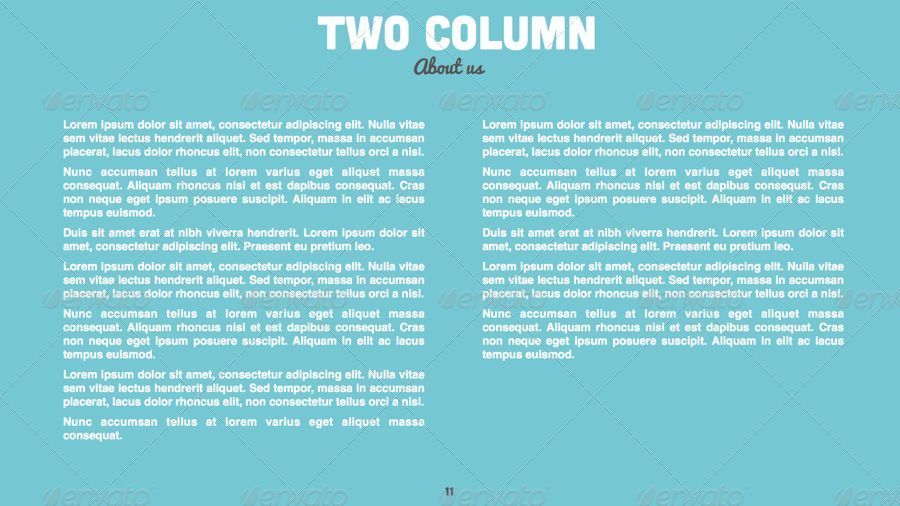 TWO COLUMN
About us
Lorem ipsum dolor sit amet, consectetur adipiscing elit. Nulla vitae
sem vitae lectus hendrerit aliquet. Sed tempor, massa in accumsan
placerat, lacus dolor rhoncus elit, non consectetur tellus orci a nisl.
Nunc accumsan tellus at lorem varius eget aliquet massa
consequat. Aliquam rhoncus nisi et est dapibus consequat. Cras
non neque eget ipsum posuere suscipit. Aliquam in elit ac lacus
tempus euismod.
Duis sit amet erat at nibh viverra hendrerit. Lorem ipsum dolor sit
amet, consectetur adipiscing elit. Praesent eu pretium leo.
Lorem ipsum dolor sit amet, consectetur adipiscing elit. Nulla vitae
sem vitae lectus hendrerit aliquet. Sed tempor, massa in accumsan
placerat, lacus dolor rhoncus elit, non consectetur tellus orci a nisl.
Nunc accumsan tellus at lorem varius eget aliquet massa
consequat. Aliquam rhoncus nisi et est dapibus consequat. Cras
non neque eget ipsum posuere suscipit. Aliquam in elit ac lacus
tempus euismod.
Lorem ipsum dolor sit amet, consectetur adipiscing elit. Nulla vitae
sem vitae lectus hendrerit aliquet. Sed tempor, massa in accumsan
placerat, lacus dolor rhoncus elit, non consectetur tellus orci a nisl.
Nunc accumsan tellus at lorem varius eget aliquet massa
consequat.
Lorem ipsum dolor sit amet, consectetur adipiscing elit. Nulla vitae
sem vitae lectus hendrerit aliquet. Sed tempor, massa in accumsan
placerat, lacus dolor rhoncus elit, non consectetur tellus orci a nisl.
Nunc accumsan tellus at lorem varius eget aliquet massa
consequat. Aliquam rhoncus nisi et est dapibus consequat. Cras
non neque eget ipsum posuere suscipit. Aliquam in elit ac lacus
tempus euismod.
Duis sit amet erat at nibh viverra hendrerit. Lorem ipsum dolor sit
amet, consectetur adipiscing elit. Praesent eu pretium leo.
Lorem ipsum dolor sit amet, consectetur adipiscing elit. Nulla vitae
sem vitae lectus hendrerit aliquet. Sed tempor, massa in accumsan
placerat, lacus dolor rhoncus elit, non consectetur tellus orci a nisl.
Nunc accumsan tellus at lorem varius eget aliquet massa
consequat. Aliquam rhoncus nisi et est dapibus consequat. Cras
non neque eget ipsum posuere suscipit. Aliquam in elit ac lacus
tempus euismod.
11
envato envato envato envato
envato envato envato envato
envato envato envato envato